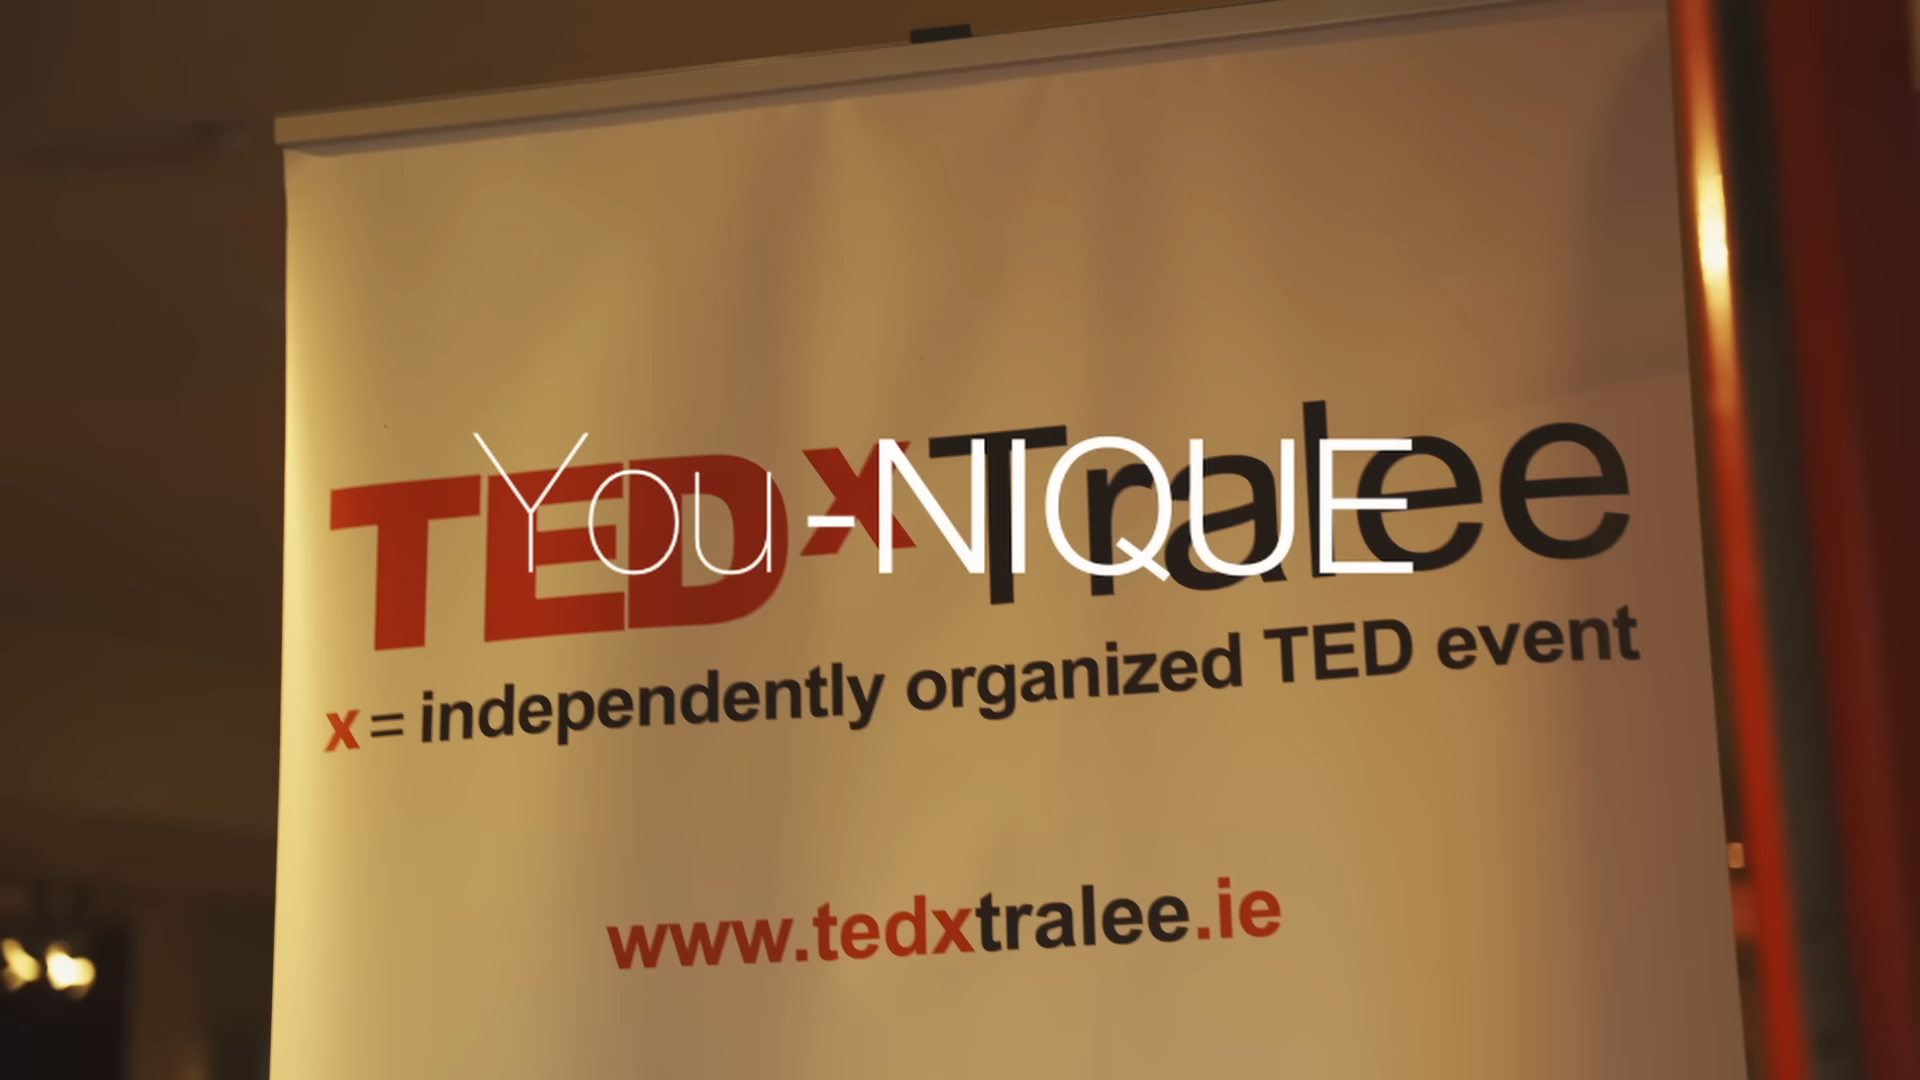 TEDxTralee
You-NIQUE
x = independently organized TED event
www.tedxtralee.ie